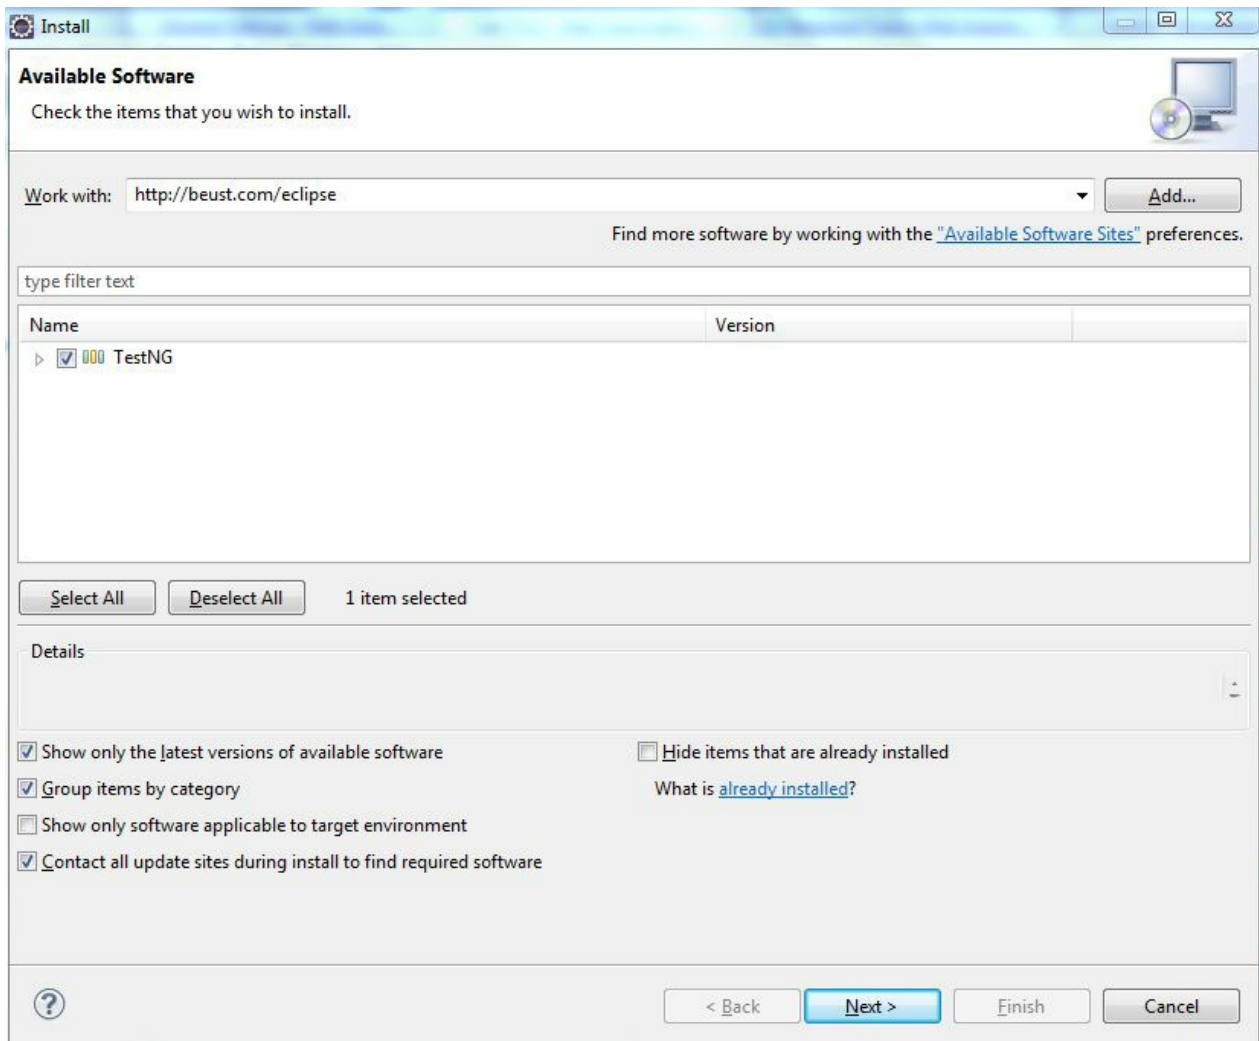 Install
Available Software
Check the items that you wish to install.
Work with: http://beust.com/eclipse Add...
Find more software by working with the "Available Software Sites" preferences.
type filter text
Name Version
TestNG
Select All Deselect All 1 item selected
Details
Show only the latest versions of available software Hide items that are already installed
Group items by category What is already installed?
Show only software applicable to target environment
Contact all update sites during install to find required software
? < Back Next > Finish Cancel